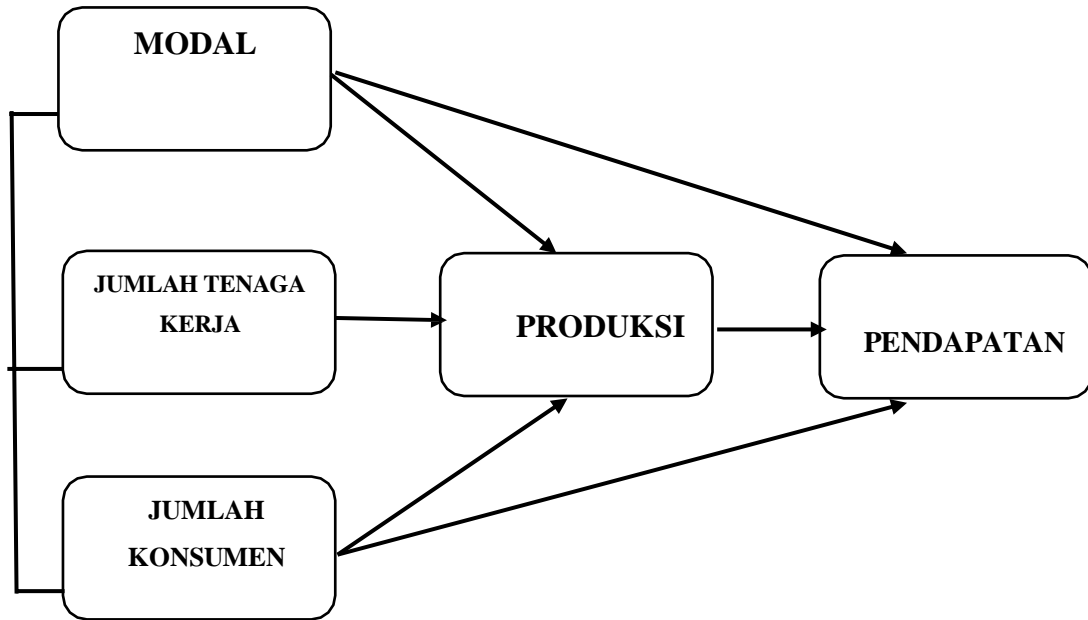 MODAL
JUMLAH TENAGA
KERJA
PRODUKSI
PENDAPATAN
JUMLAH
KONSUMEN